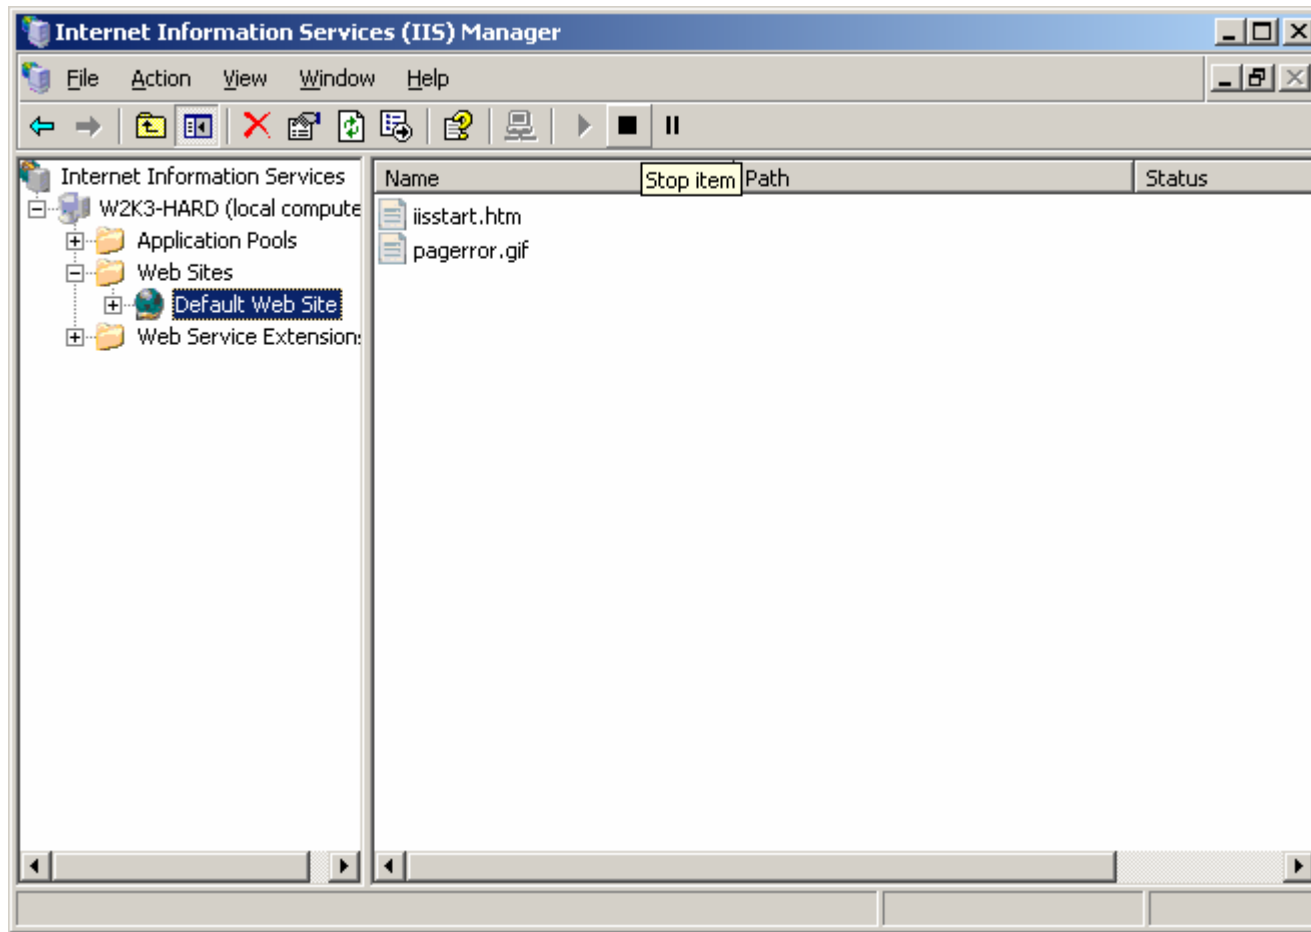 Internet Information Services (IIS) Manager
File Action View Window Help
Internet Information Services
W2K3-HARD (local compute
Application Pools
Web Sites
Default Web Site
Web Service Extension
Name Path Status
Stop item
iisstart.htm
pagerror.gif